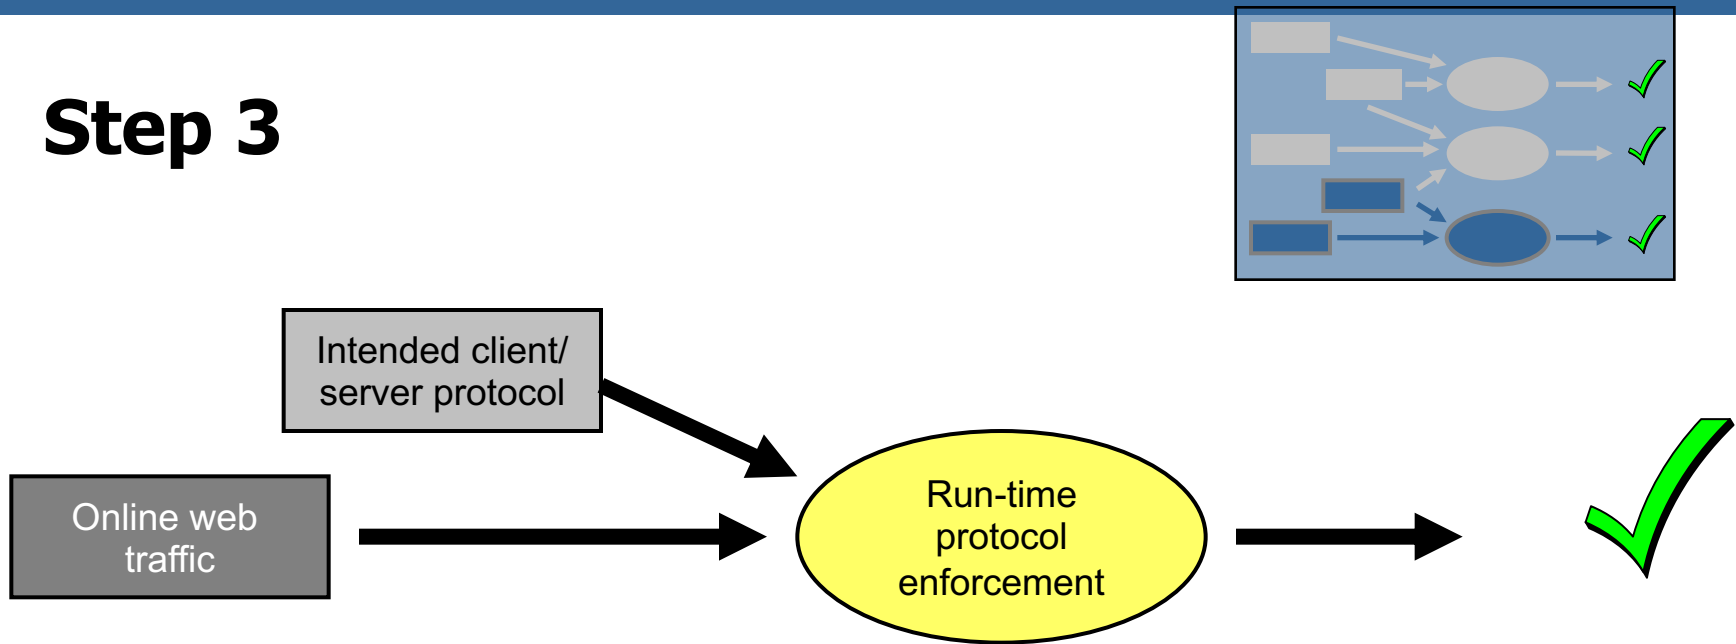 Step 3
Intended client/
server protocol
Online web
traffic
Run-time
protocol
enforcement